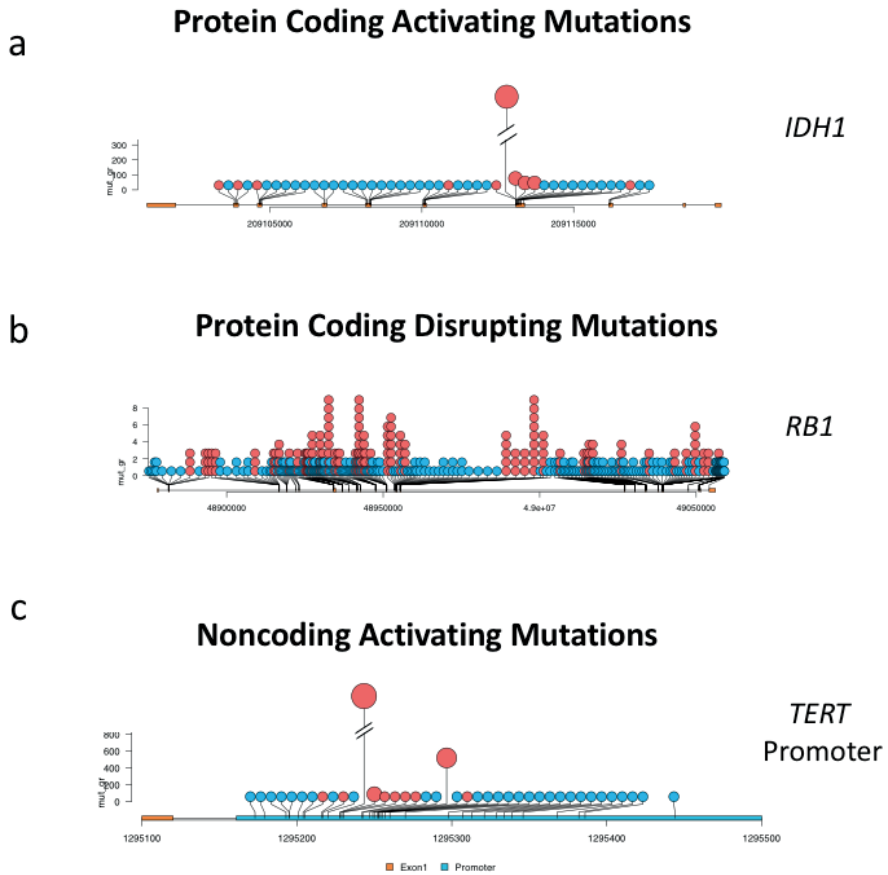 a
Protein Coding Activating Mutations
IDH1
300
200
100
0
mut_gr
209105000 209110000 209115000
b
Protein Coding Disrupting Mutations
RB1
8
6
4
2
0
mut_gr
48900000 48950000 4.9e+07 49050000
c
Noncoding Activating Mutations
TERT
Promoter
800
600
400
200
0
mut_gr
1295100 1295200 1295300 1295400 1295500
Exon1 Promoter